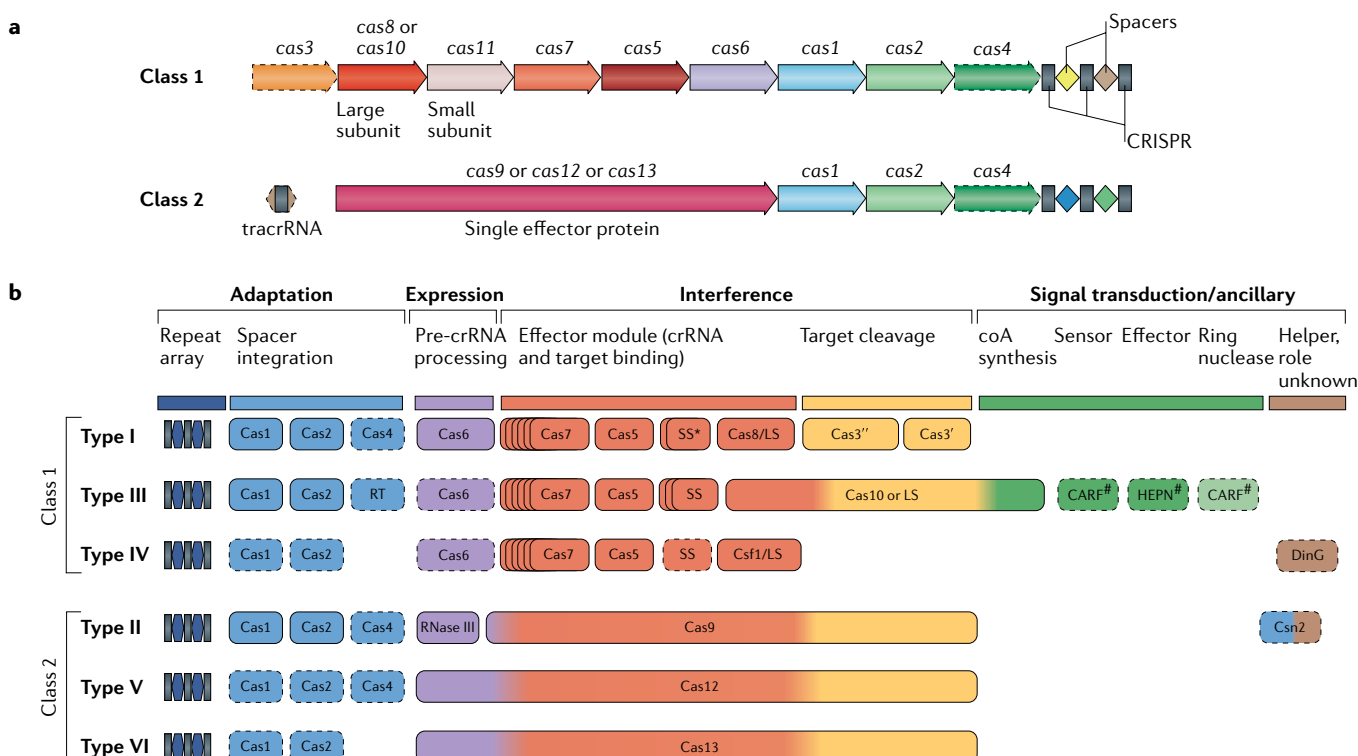 a
Spacers
cas3
cas8 or
cas10
cas11
cas7
cas5
cas6
cas1
cas2
cas4
Class 1
Large
subunit
Small
subunit
CRISPR
cas9 or cas12 or cas13
cas1
cas2
cas4
Class 2
tracrRNA
Single effector protein
b
Adaptation
Expression
Interference
Signal transduction/ancillary
Repeat
array
Spacer
integration
Pre-crRNA
processing
Effector module (crRNA
and target binding)
Target cleavage
coA
synthesis
Sensor
Effector
Ring
nuclease
Helper,
role
unknown
Class 1
Type I
Cas1
Cas2
Cas4
Cas6
Cas7
Cas5
SS*
Cas8/LS
Cas3′′
Cas3′
Type III
Cas1
Cas2
RT
Cas6
Cas7
Cas5
SS
Cas10 or LS
CARF#
HEPN#
CARF#
Type IV
Cas1
Cas2
Cas6
Cas7
Cas5
SS
Csf1/LS
DinG
Class 2
Type II
Cas1
Cas2
Cas4
RNase III
Cas9
Csn2
Type V
Cas1
Cas2
Cas4
Cas12
Type VI
Cas1
Cas2
Cas13